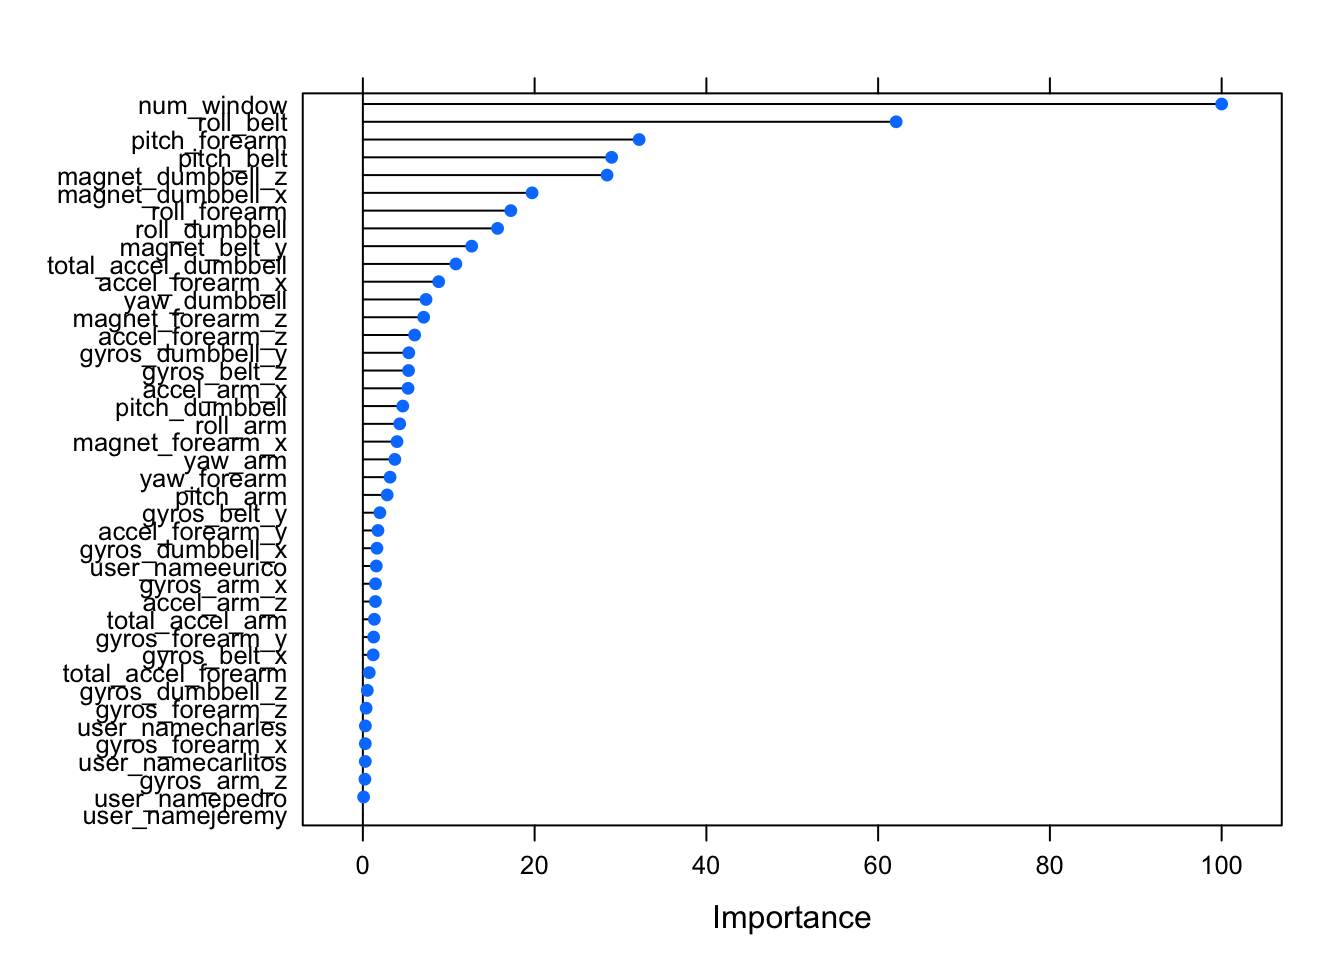 num_window
roll_belt
pitch_forearm
pitch_belt
magnet_dumbbell_z
magnet_dumbbell_x
roll_forearm
roll_dumbbell
magnet_belt_y
total_accel_dumbbell
accel_forearm_x
yaw_dumbbell
magnet_forearm_z
accel_forearm_z
gyros_dumbbell_y
gyros_belt_z
accel_arm_x
pitch_dumbbell
roll_arm
magnet_forearm_x
yaw_arm
yaw_forearm
pitch_arm
gyros_belt_y
accel_forearm_y
gyros_dumbbell_x
user_nameeurico
gyros_arm_x
accel_arm_z
total_accel_arm
gyros_forearm_y
gyros_belt_x
total_accel_forearm
gyros_dumbbell_z
gyros_forearm_z
user_namecharles
gyros_forearm_x
user_namecarlitos
gyros_arm_z
user_namepedro
user_namejeremy
0 20 40 60 80 100
Importance